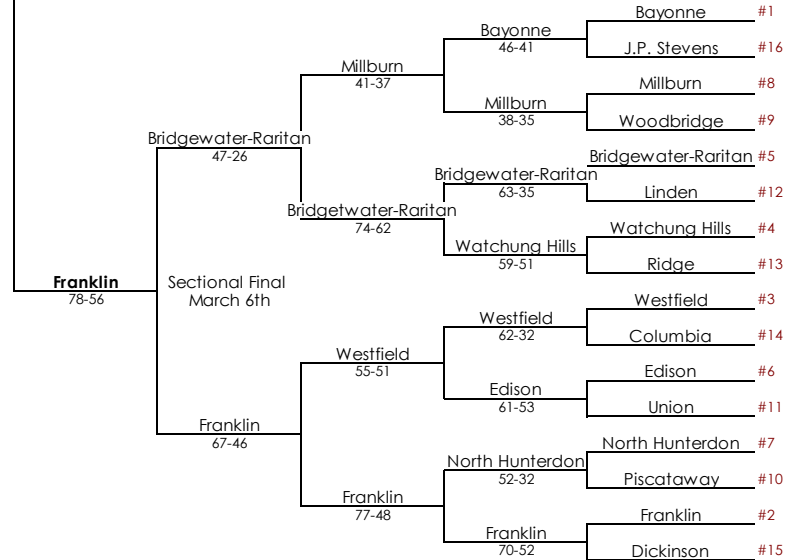 Bayonne #1
Bayonne
46-41
J.P. Stevens #16
Millburn
41-37
Millburn #8
Millburn
38-35
Woodbridge #9
Bridgewater-Raritan
47-26
Bridgewater-Raritan #5
Bridgewater-Raritan
63-35
Linden #12
Bridgetwater-Raritan
74-62
Watchung Hills #4
Watchung Hills
59-51
Ridge #13
Franklin
78-56
Sectional Final
March 6th
Westfield #3
Westfield
62-32
Columbia #14
Westfield
55-51
Edison #6
Edison
61-53
Union #11
Franklin
67-46
North Hunterdon #7
North Hunterdon
52-32
Piscataway #10
Franklin
77-48
Franklin #2
Franklin
70-52
Dickinson #15